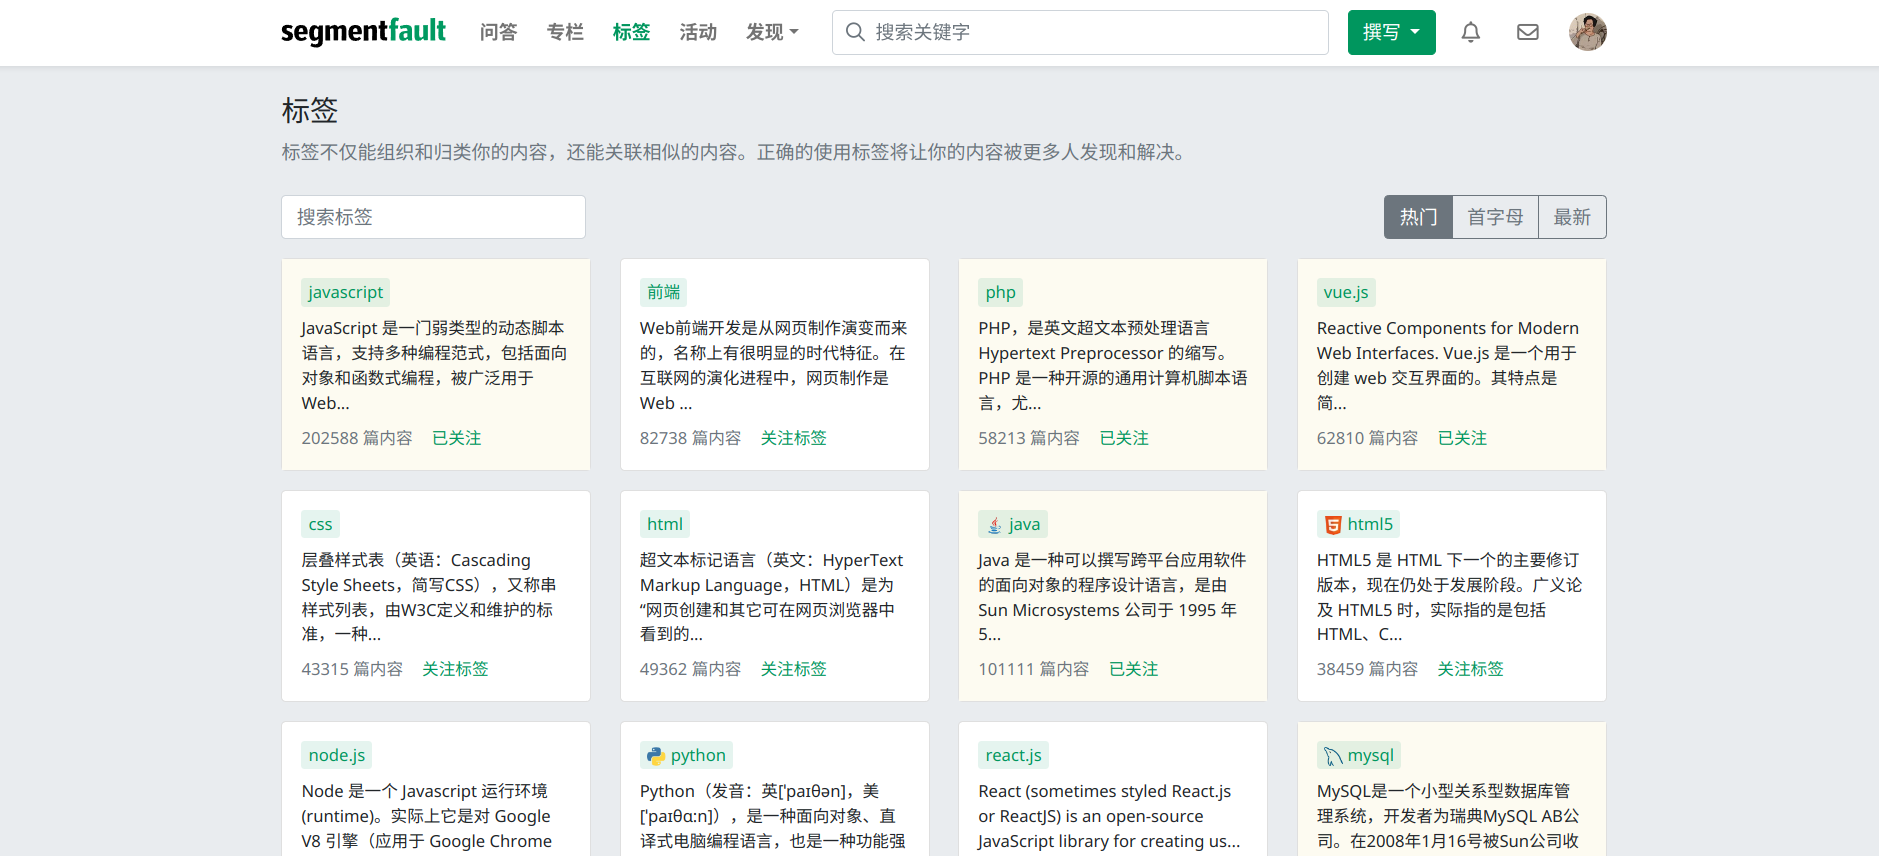 segmentfault 问答 专栏 标签 活动 发现 搜索关键字 撰写
标签
标签不仅能组织和归类你的内容，还能关联相似的内容。正确的使用标签将让你的内容被更多人发现和解决。
搜索标签 热门 首字母 最新
javascript
JavaScript 是一门弱类型的动态脚本
语言，支持多种编程范式，包括面向
对象和函数式编程，被广泛用于
Web...
202588 篇内容 已关注
前端
Web前端开发是从网页制作演变而来
的，名称上有很明显的时代特征。在
互联网的演化进程中，网页制作是
Web ...
82738 篇内容 关注标签
php
PHP，是英文超文本预处理语言
Hypertext Preprocessor 的缩写。
PHP 是一种开源的通用计算机脚本语
言，尤...
58213 篇内容 已关注
vue.js
Reactive Components for Modern
Web Interfaces. Vue.js 是一个用于
创建 web 交互界面的。其特点是
简...
62810 篇内容 已关注
css
层叠样式表（英语：Cascading
Style Sheets，简写CSS），又称串
样式列表，由W3C定义和维护的标
准，一种...
43315 篇内容 关注标签
html
超文本标记语言（英文：HyperText
Markup Language，HTML）是为
“网页创建和其它可在网页浏览器中
看到的...
49362 篇内容 关注标签
java
Java 是一种可以撰写跨平台应用软件
的面向对象的程序设计语言，是由
Sun Microsystems 公司于 1995 年
5...
101111 篇内容 已关注
html5
HTML5 是 HTML 下一个的主要修订
版本，现在仍处于发展阶段。广义论
及 HTML5 时，实际指的是包括
HTML、C...
38459 篇内容 关注标签
node.js
Node 是一个 Javascript 运行环境
(runtime)。实际上它是对 Google
V8 引擎（应用于 Google Chrome
python
Python（发音：英['paɪθən]，美
['paɪθɑːn]），是一种面向对象、直
译式电脑编程语言，也是一种功能强
react.js
React (sometimes styled React.js
or ReactJS) is an open-source
JavaScript library for creating us...
mysql
MySQL是一个小型关系型数据库管
理系统，开发者为瑞典MySQL AB公
司。在2008年1月16号被Sun公司收